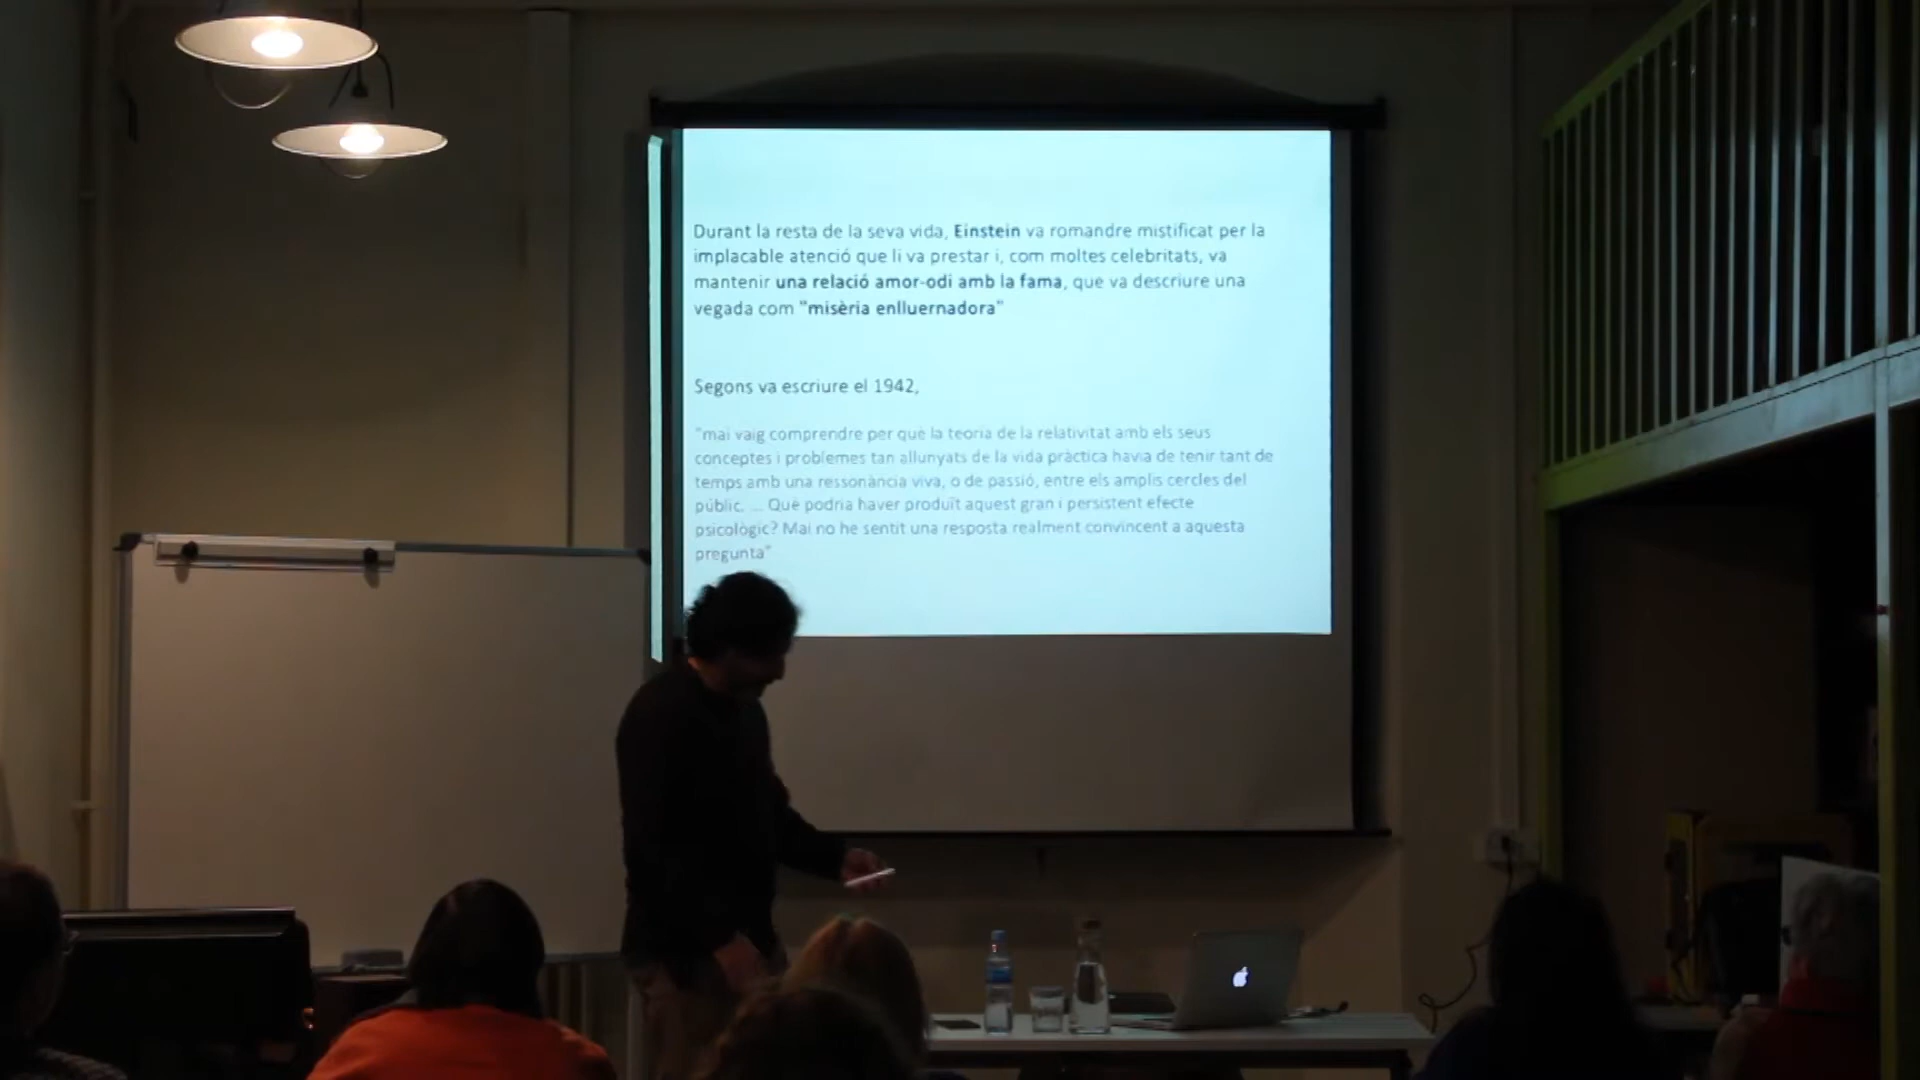 Durant la resta de la seva vida, Einstein va romandre mistificat per la
implacable atenció que li va prestar i, com moltes celebritats, va
mantenir una relació amor-odi amb la fama, que va descriure una
vegada com "misèria enlluernadora"
Segons va escriure el 1942,
"mai vaig comprendre per què la teoria de la relativitat amb els seus
conceptes i problemes tan allunyats de la vida pràctica havia de tenir tant de
temps amb una ressonància viva, o de passió, entre els amplis cercles del
públic. ... Què podria haver produït aquest gran i persistent efecte
psicològic? Mai no he sentit una resposta realment convincent a aquesta
pregunta"